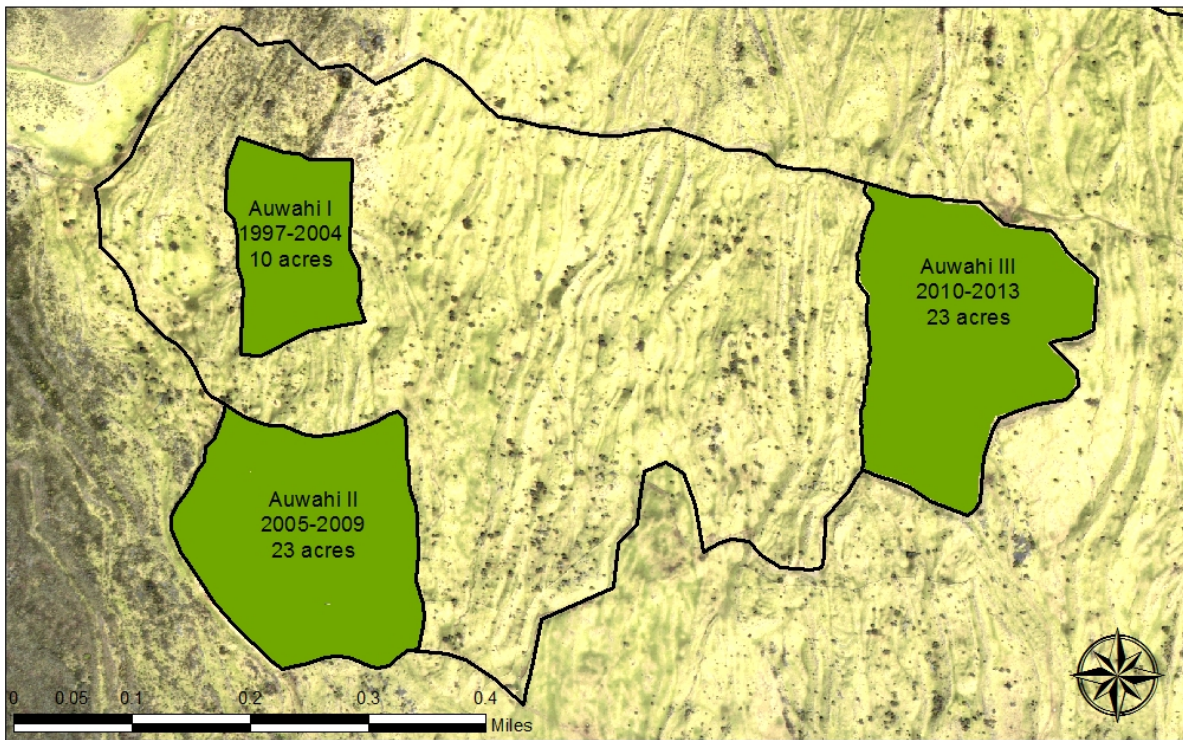 Auwahi I
1997-2004
10 acres
Auwahi III
2010-2013
23 acres
Auwahi II
2005-2009
23 acres
0 0.05 0.1 0.2 0.3 0.4
Miles